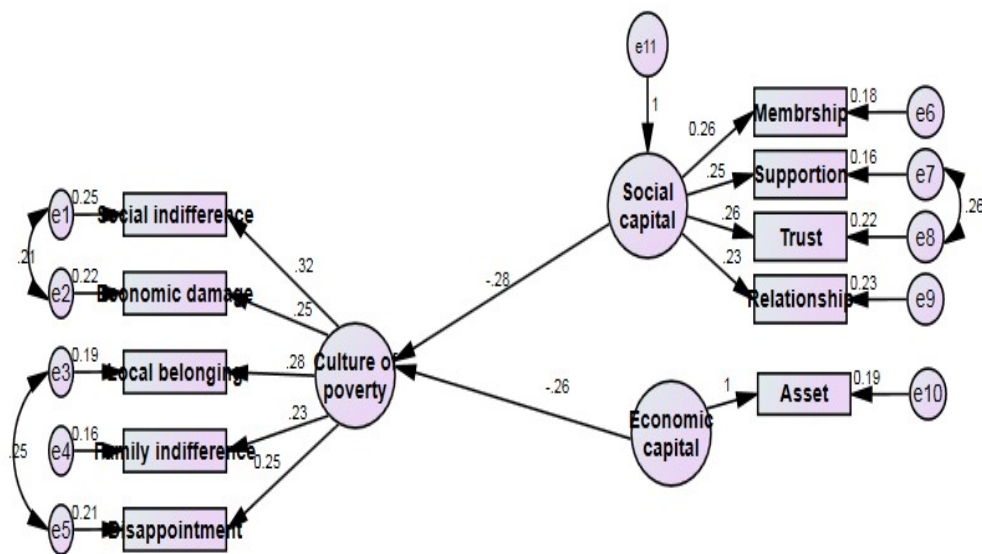 e11
1
0.26
Membrship
0.18
e6
.25
Supportion
0.16
e7
Social
capital
.26
Trust
0.22
e8
.26
.23
Relationship
0.23
e9
e1
0.25
Social indifference
.21
.32
e2
0.22
Economic damage
.25
-.28
e3
0.19
Local belonging
.28
Culture of
poverty
-.26
Economic
capital
1
Asset
0.19
e10
.25
e4
0.16
Family indifference
.23
0.25
e5
0.21
Disappointment